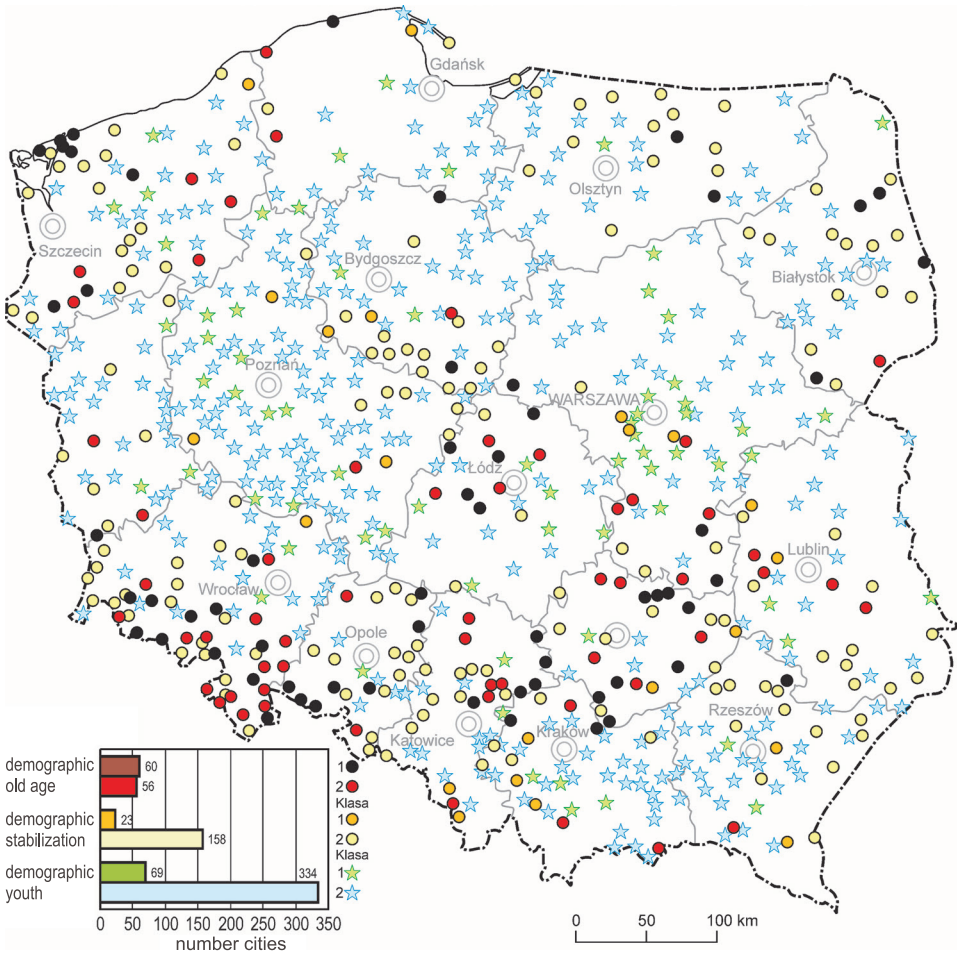 Gdańsk
Olsztyn
Szczecin
Bydgoszcz
Białystok
Poznań
WARSZAWA
Łódź
Lublin
Wrocław
Opole
Rzeszów
Katowice
Kraków
demographic
old age
60
56
1
2
Klasa
demographic
stabilization
23
158
1
2
Klasa
demographic
youth
69
334
1
2
0 50 100 150 200 250 300 350
number cities
0 50 100 km